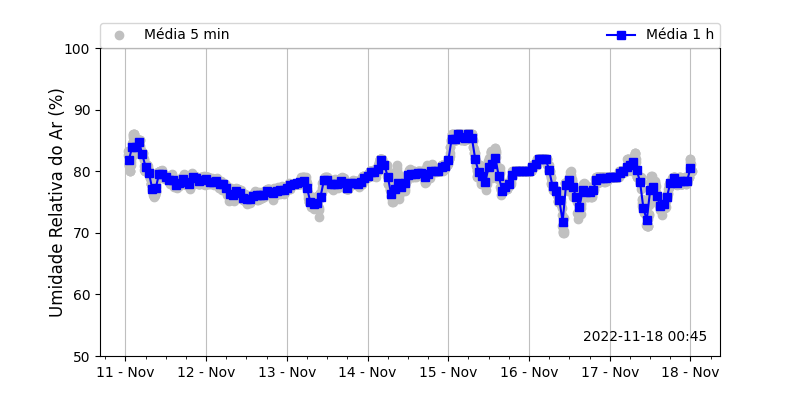 Média 5 min
Média 1 h
Umidade Relativa do Ar (%)
100
90
80
70
60
50
2022-11-18 00:45
11 - Nov
12 - Nov
13 - Nov
14 - Nov
15 - Nov
16 - Nov
17 - Nov
18 - Nov